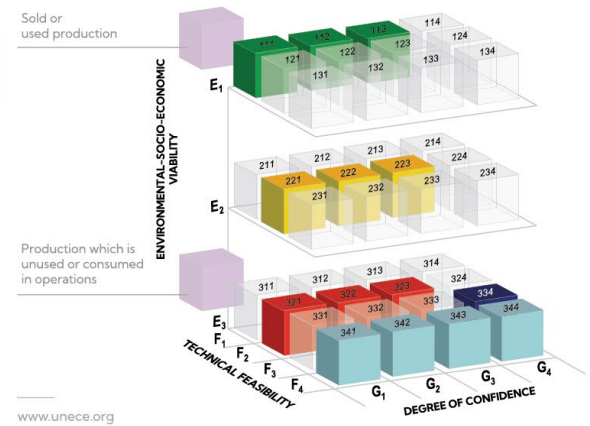 Sold or
used production
ENVIRONMENTAL-SOCIO-ECONOMIC
VIABILITY
111
112
113
114
121
122
123
124
131
132
133
134
E1
211
212
213
214
221
222
223
224
231
232
233
234
E2
Production which is
unused or consumed
in operations
311
312
313
314
321
322
323
324
331
332
333
334
341
342
343
344
E3
F1
F2
F3
F4
TECHNICAL FEASIBILITY
G1
G2
G3
G4
DEGREE OF CONFIDENCE
www.unece.org